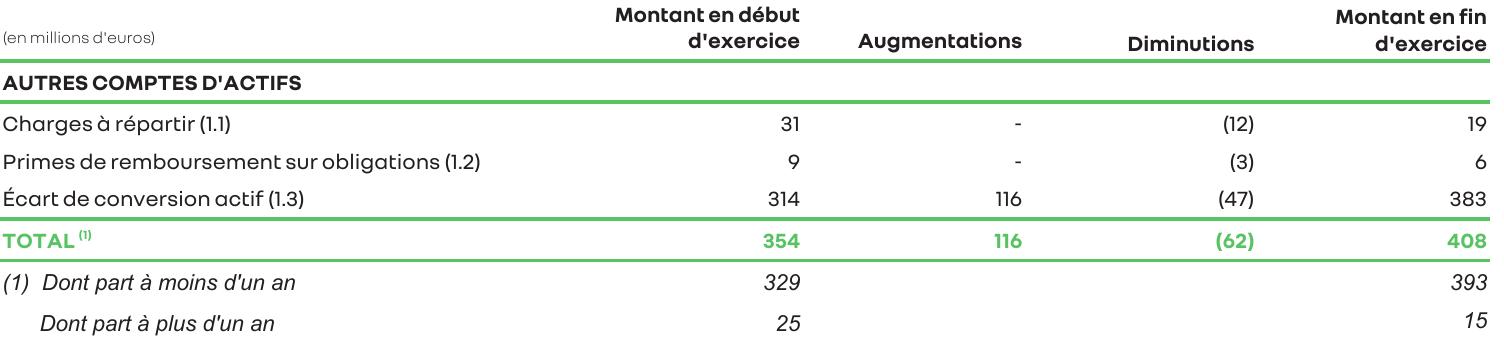 (en millions d'euros) Montant en début d'exercice Augmentations Diminutions Montant en fin d'exercice
AUTRES COMPTES D'ACTIFS
Charges à répartir (1.1) 31 - (12) 19
Primes de remboursement sur obligations (1.2) 9 - (3) 6
Écart de conversion actif (1.3) 314 116 (47) 383
TOTAL (1) 354 116 (62) 408
(1) Dont part à moins d'un an 329 393
Dont part à plus d'un an 25 15